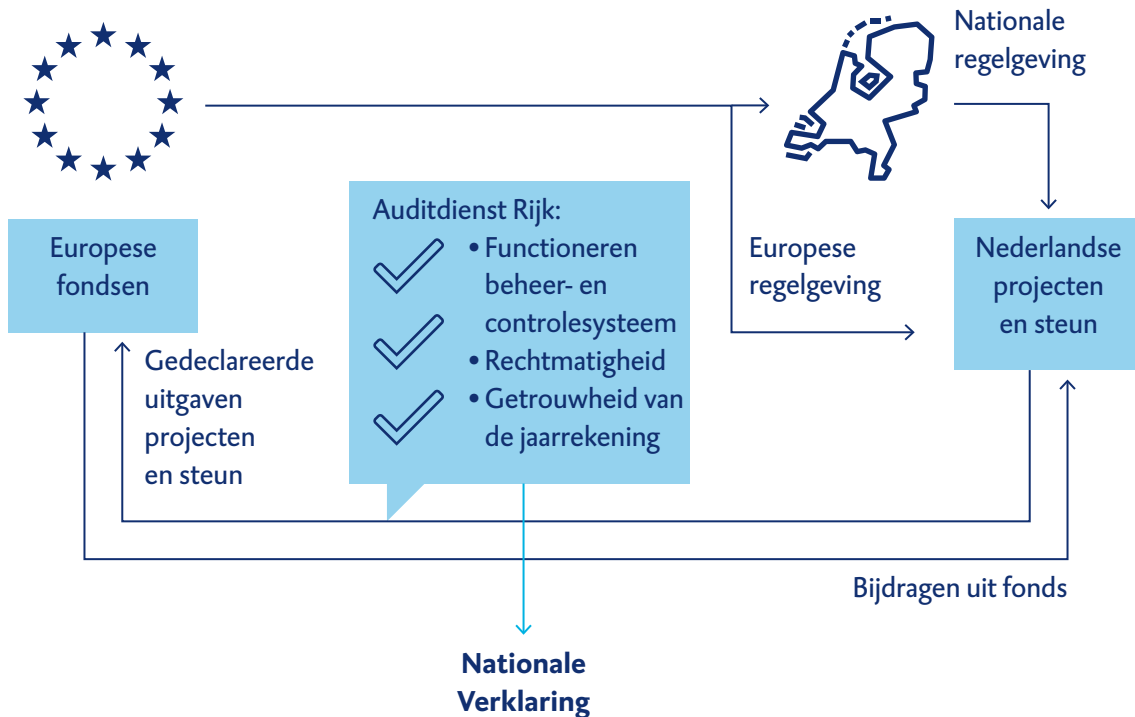 Nationale
regelgeving
Auditdienst Rijk:
• Functioneren
beheer- en
controlesysteem
• Rechtmatigheid
• Getrouwheid van
de jaarrekening
Europese
fondsen
Europese
regelgeving
Nederlandse
projecten
en steun
Gedeclareerde
uitgaven
projecten
en steun
Bijdragen uit fonds
Nationale
Verklaring